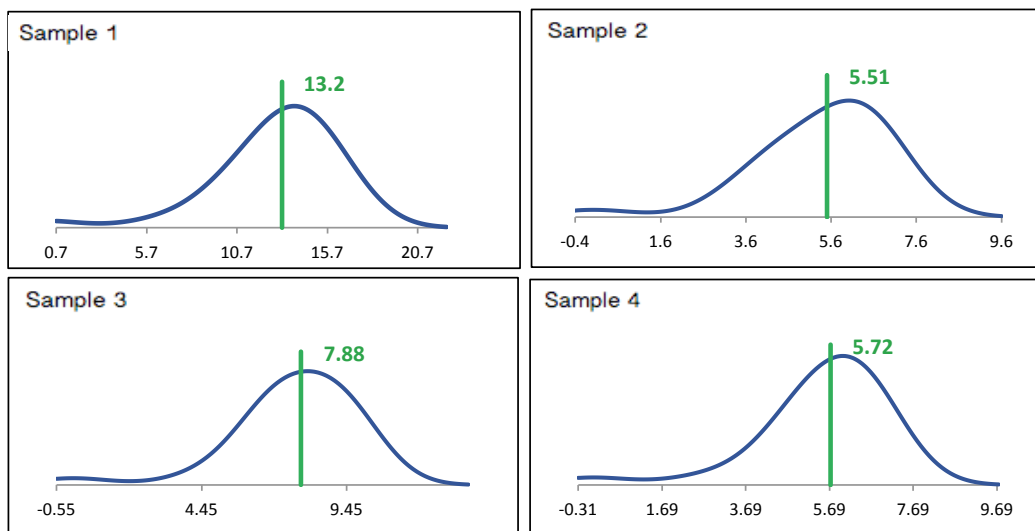 Sample 1
13.2
0.7 5.7 10.7 15.7 20.7
Sample 2
5.51
-0.4 1.6 3.6 5.6 7.6 9.6
Sample 3
7.88
-0.55 4.45 9.45
Sample 4
5.72
-0.31 1.69 3.69 5.69 7.69 9.69